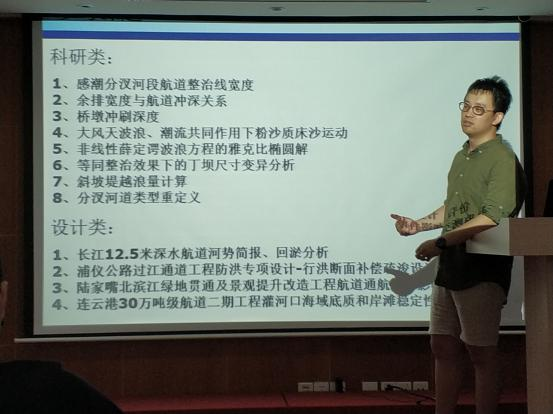 科研类:
1、感潮分汊河段航道整治线宽度
2、余排宽度与航道冲深关系
3、桥墩冲刷深度
4、大风天波浪、潮流共同作用下粉沙质床沙运动
5、非线性薛定谔波浪方程的雅克比椭圆解
6、等同整治效果下的丁坝尺寸变异分析
7、斜坡堤越浪量计算
8、分汊河道类型重定义
设计类:
1、长江12.5米深水航道河势简报、回淤分析
2、浦仪公路过江通道工程防洪专项设计-行洪断面补偿疏浚设
3、陆家嘴北滨江绿地贯通及景观提升改造工程航道通航
4、连云港30万吨级航道二期工程灌河口海域底质和岸滩稳定性